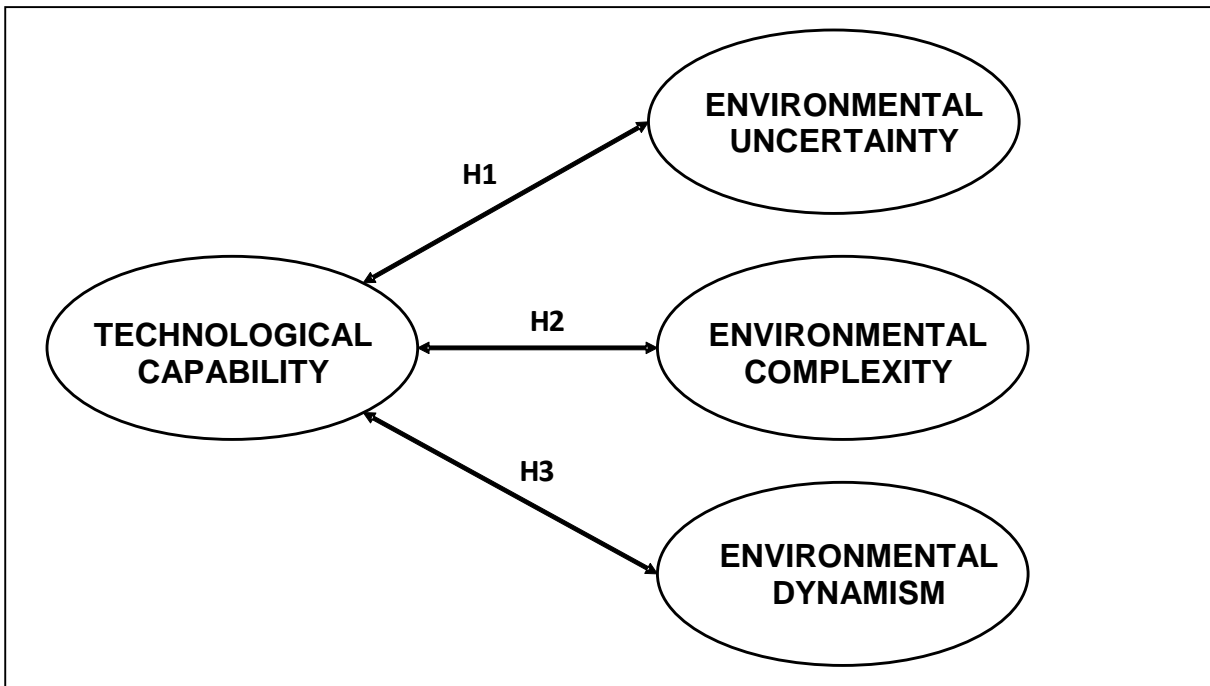 ENVIRONMENTAL
UNCERTAINTY
H1
TECHNOLOGICAL
CAPABILITY
H2
ENVIRONMENTAL
COMPLEXITY
H3
ENVIRONMENTAL
DYNAMISM